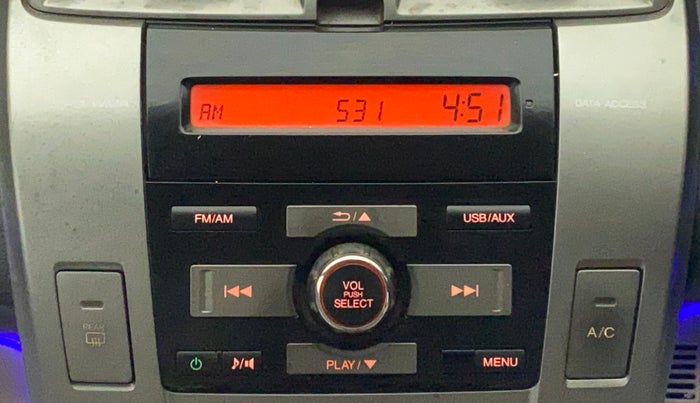 AM 531 4:51
DATA ACCESS
FM/AM
USB/AUX
VOL
PUSH
SELECT
REAR
A/C
PLAY/
MENU